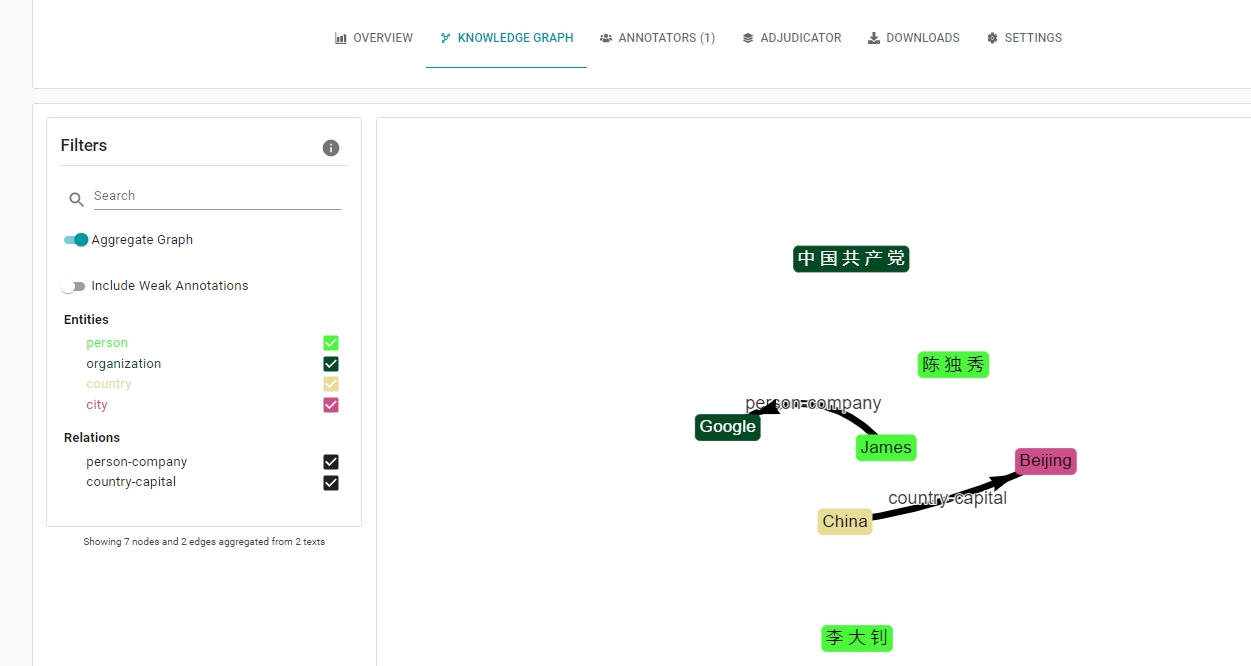 OVERVIEW KNOWLEDGE GRAPH ANNOTATORS (1) ADJUDICATOR DOWNLOADS SETTINGS
Filters
Search
Aggregate Graph
Include Weak Annotations
Entities
person
organization
country
city
Relations
person-company
country-capital
Showing 7 nodes and 2 edges aggregated from 2 texts
中 国 共 产 党
陈 独 秀
person-company
Google
James
Beijing
country-capital
China
李 大 钊